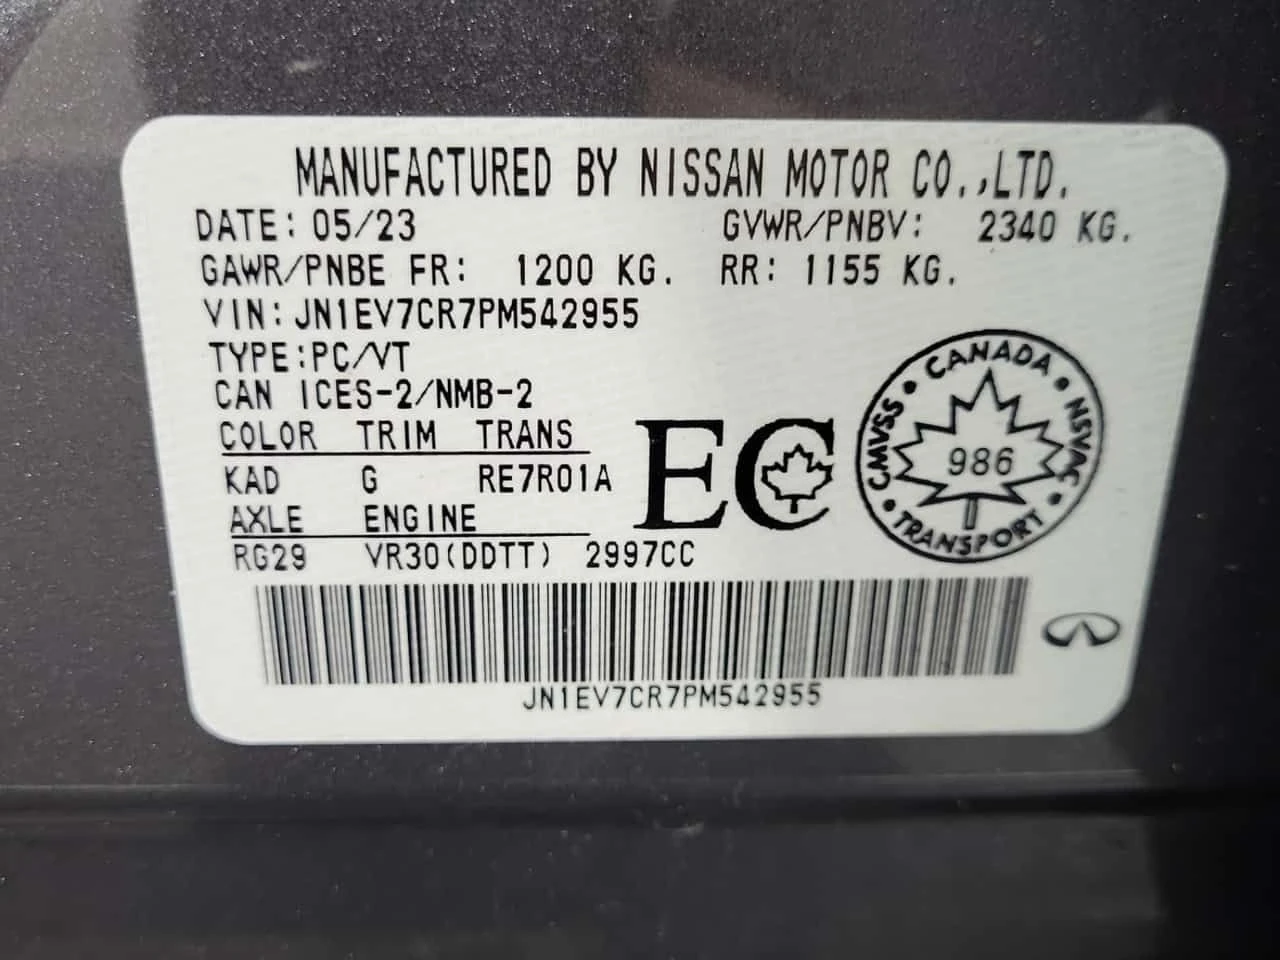 MANUFACTURED BY NISSAN MOTOR CO.,LTD.
DATE: 05/23 GVWR/PNBV: 2340 KG.
GAWR/PNBE FR: 1200 KG. RR: 1155 KG.
VIN: JN1EV7CR7PM542955
TYPE:PC/VT
CAN ICES-2/NMB-2
COLOR TRIM TRANS
KAD G RE7R01A
AXLE ENGINE
RG29 VR30(DDTT) 2997CC
EC
CANADA
CMVSS
NSVAC
986
TRANSPORT
JN1EV7CR7PM542955